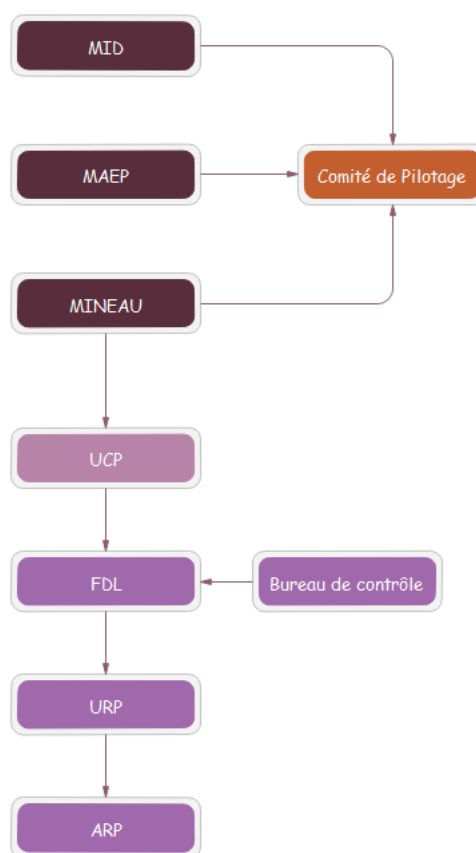 MID
MAEP
Comité de Pilotage
MINEAU
UCP
FDL
Bureau de contrôle
URP
ARP